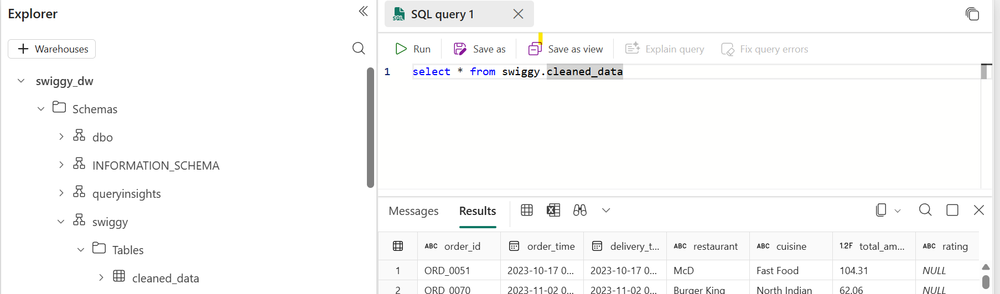 Explorer
SQL query 1
Warehouses
Run
Save as
Save as view
Explain query
Fix query errors
1 select * from swiggy.cleaned_data
swiggy_dw
Schemas
dbo
INFORMATION_SCHEMA
queryinsights
swiggy
Tables
cleaned_data
Messages
Results
ABC order_id order_time delivery_t... ABC restaurant ABC cuisine 1.2F total_am... ABC rating
1 ORD_0051 2023-10-17 0... 2023-10-17 0... McD Fast Food 104.31 NULL
2 ORD_0070 2023-11-02 0... 2023-11-02 0... Burger King North Indian 62.06 NULL